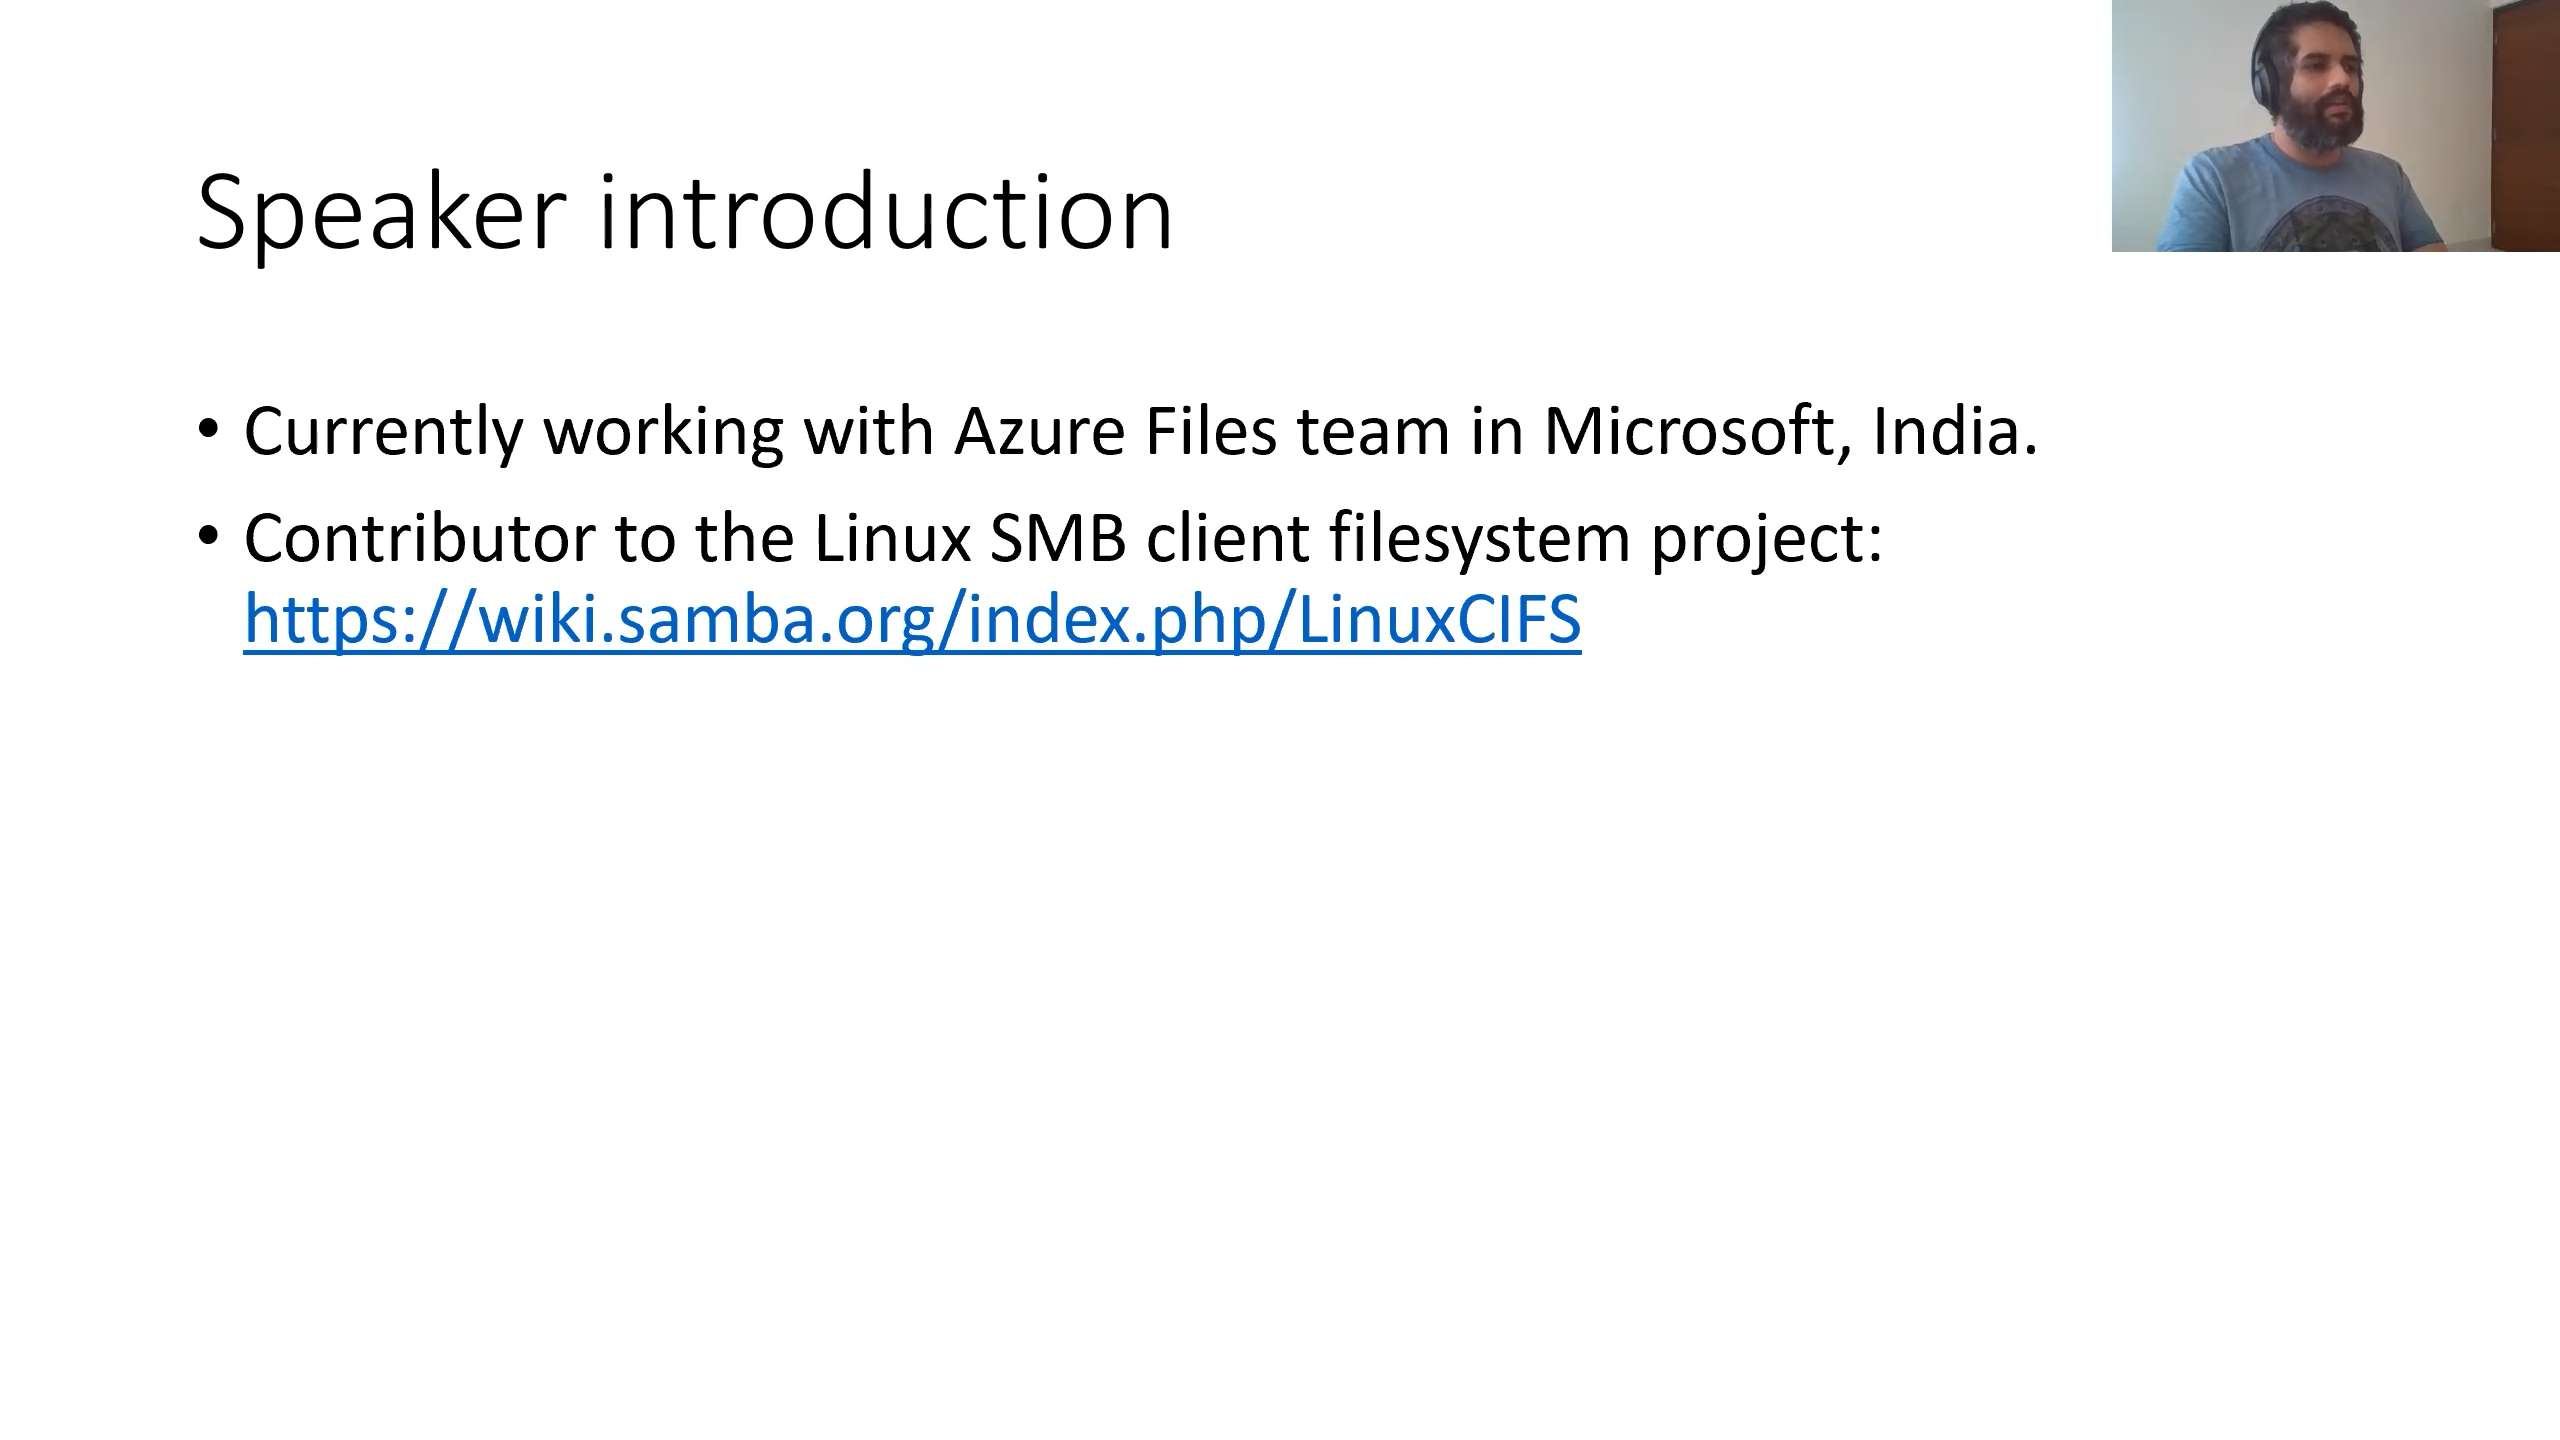 Speaker introduction
• Currently working with Azure Files team in Microsoft, India.
• Contributor to the Linux SMB client filesystem project:
https://wiki.samba.org/index.php/LinuxCIFS